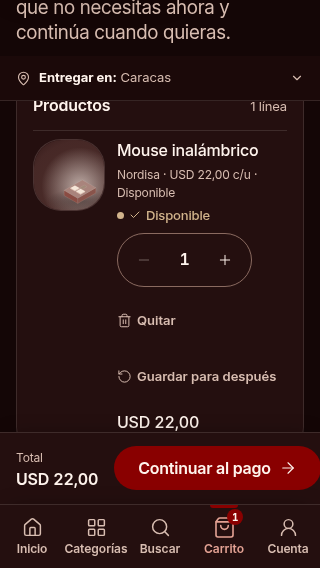 que no necesitas ahora y
continúa cuando quieras.
Entregar en: Caracas
Productos
1 línea
Mouse inalámbrico
Nordisa · USD 22,00 c/u ·
Disponible
Disponible
1
Quitar
Guardar para después
USD 22,00
Total
USD 22,00
Continuar al pago
1
Inicio
Categorías
Buscar
Carrito
Cuenta